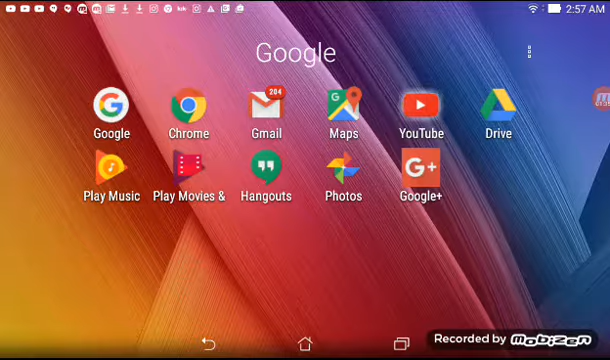 2:57 AM
Google
204
Google Chrome Gmail Maps YouTube Drive
Play Music Play Movies & Hangouts Photos Google+
Recorded by Mobizen